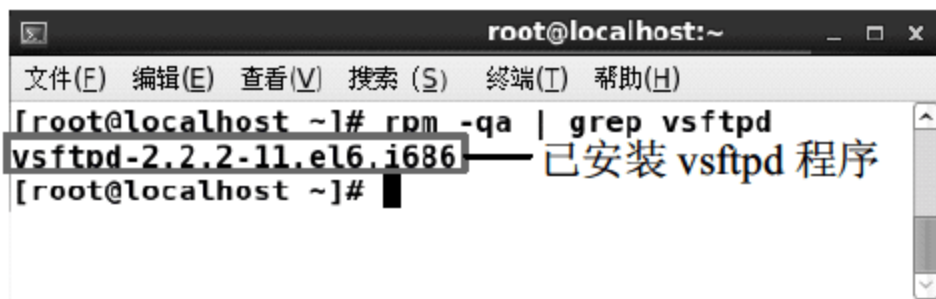 root@localhost:~
文件(F) 编辑(E) 查看(V) 搜索 (S) 终端(T) 帮助(H)
[root@localhost ~]# rpm -qa | grep vsftpd
vsftpd-2.2.2-11.el6.i686 已安装 vsftpd 程序
[root@localhost ~]#